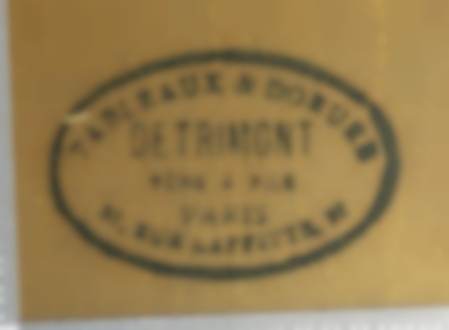 TABLEAUX & DORURES
DETRIMONT
PÈRE & FILS
PARIS
RUE LAFFITTE